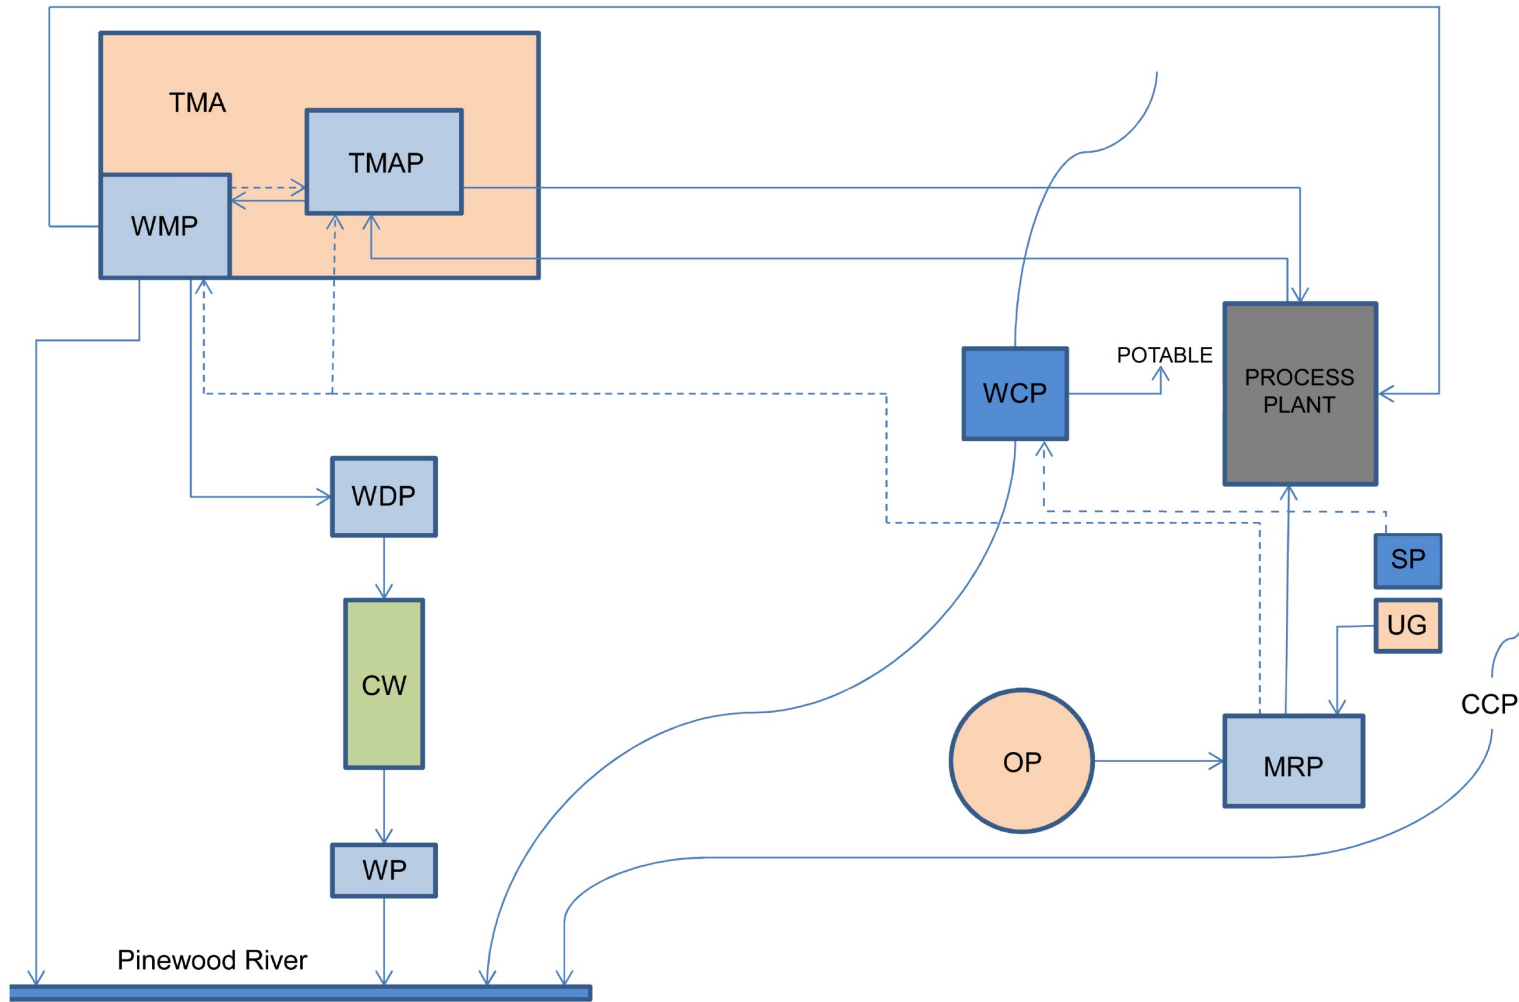 TMA
TMAP
WMP
POTABLE
PROCESS
PLANT
WCP
WDP
SP
UG
CW
CCP
OP
MRP
WP
Pinewood River